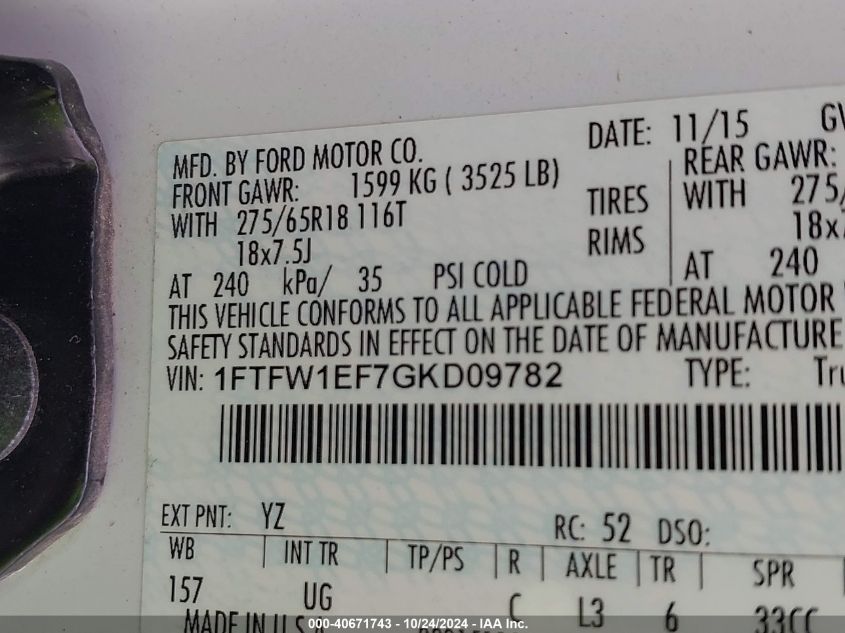 DATE: 11/15
MFD. BY FORD MOTOR CO.
FRONT GAWR: 1599 KG ( 3525 LB)
REAR GAWR:
WITH 275/65R18 116T TIRES WITH
18x7.5J RIMS
AT 240 kPa/ 35 PSI COLD AT 240
THIS VEHICLE CONFORMS TO ALL APPLICABLE FEDERAL MOTOR
SAFETY STANDARDS IN EFFECT ON THE DATE OF MANUFACTURE
VIN: 1FTFW1EF7GKD09782 TYPE:
EXT PNT: YZ RC: 52 DSO:
WB INT TR TP/PS R AXLE TR SPR
157 UG C L3 6 33CC
MADE IN U.S.A
000-40671743 - 10/24/2024 - IAA Inc.